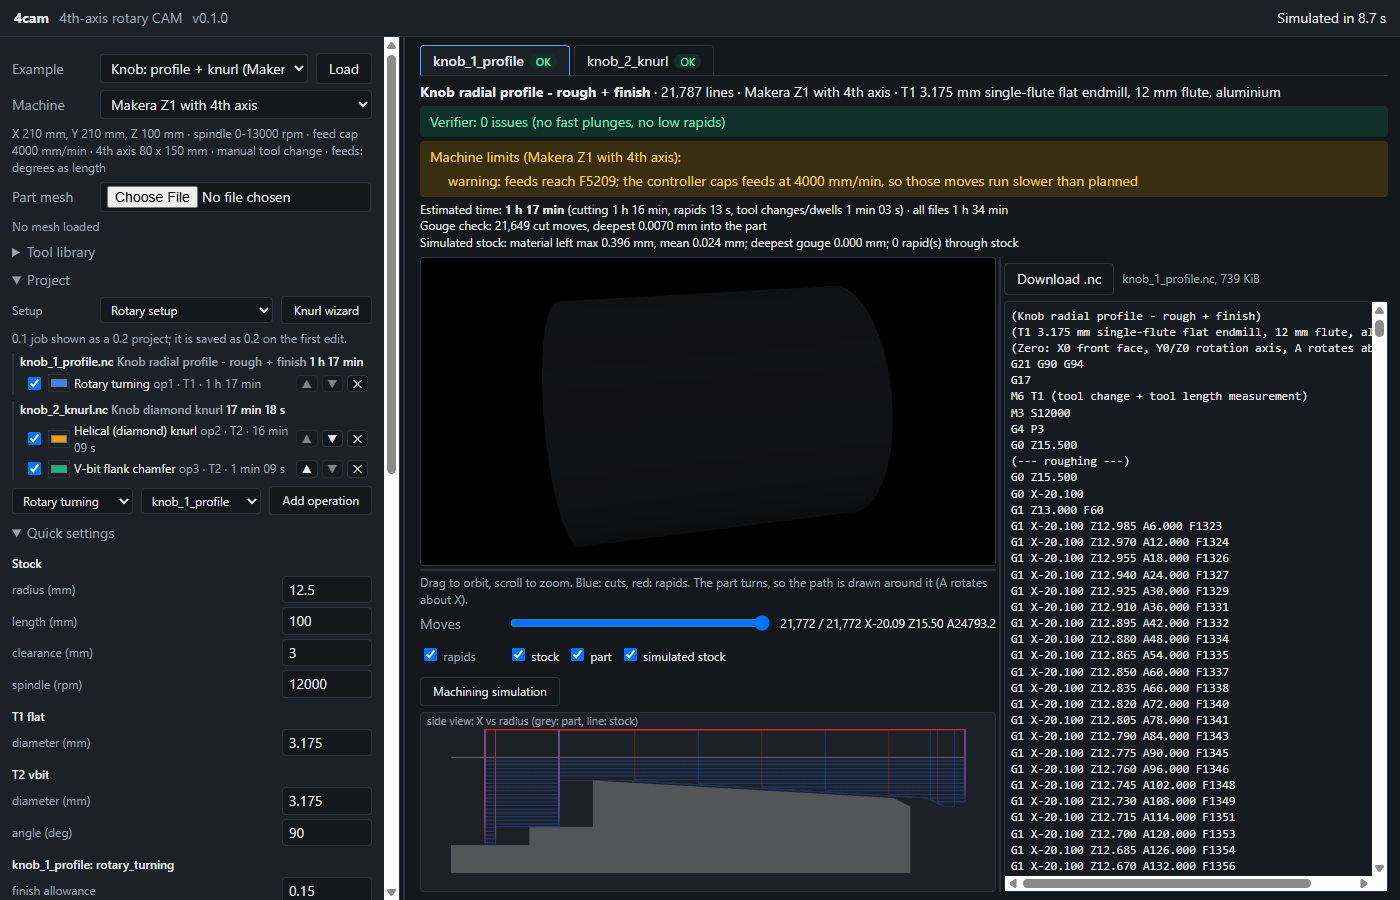 4cam 4th-axis rotary CAM v0.1.0
Simulated in 8.7 s
Example
Knob: profile + knurl (Maker
Load
Machine
Makera Z1 with 4th axis
X 210 mm, Y 210 mm, Z 100 mm · spindle 0-13000 rpm · feed cap
4000 mm/min · 4th axis 80 x 150 mm · manual tool change · feeds:
degrees as length
Part mesh
Choose File No file chosen
No mesh loaded
▶ Tool library
▼ Project
Setup
Rotary setup
Knurl wizard
0.1 job shown as a 0.2 project; it is saved as 0.2 on the first edit.
knob_1_profile.nc Knob radial profile - rough + finish 1 h 17 min
Rotary turning op1 · T1 · 1 h 17 min
knob_2_knurl.nc Knob diamond knurl 17 min 18 s
Helical (diamond) knurl op2 · T2 · 16 min
09 s
V-bit flank chamfer op3 · T2 · 1 min 09 s
Rotary turning
knob_1_profile
Add operation
▼ Quick settings
Stock
radius (mm) 12.5
length (mm) 100
clearance (mm) 3
spindle (rpm) 12000
T1 flat
diameter (mm) 3.175
T2 vbit
diameter (mm) 3.175
angle (deg) 90
knob_1_profile: rotary_turning
finish allowance 0.15
knob_1_profile OK
knob_2_knurl OK
Knob radial profile - rough + finish · 21,787 lines · Makera Z1 with 4th axis · T1 3.175 mm single-flute flat endmill, 12 mm flute, aluminium
Verifier: 0 issues (no fast plunges, no low rapids)
Machine limits (Makera Z1 with 4th axis):
warning: feeds reach F5209; the controller caps feeds at 4000 mm/min, so those moves run slower than planned
Estimated time: 1 h 17 min (cutting 1 h 16 min, rapids 13 s, tool changes/dwells 1 min 03 s) · all files 1 h 34 min
Gouge check: 21,649 cut moves, deepest 0.0070 mm into the part
Simulated stock: material left max 0.396 mm, mean 0.024 mm; deepest gouge 0.000 mm; 0 rapid(s) through stock
Drag to orbit, scroll to zoom. Blue: cuts, red: rapids. The part turns, so the path is drawn around it (A rotates
about X).
Moves
21,772 / 21,772 X-20.09 Z15.50 A24793.2
rapids
stock
part
simulated stock
Machining simulation
side view: X vs radius (grey: part, line: stock)
Download .nc
knob_1_profile.nc, 739 KiB
(Knob radial profile - rough + finish)
(T1 3.175 mm single-flute flat endmill, 12 mm flute, al
(Zero: X0 front face, Y0/Z0 rotation axis, A rotates ab
G21 G90 G94
G17
M6 T1 (tool change + tool length measurement)
M3 S12000
G4 P3
G0 Z15.500
(--- roughing ---)
G0 Z15.500
G0 X-20.100
G1 Z13.000 F60
G1 X-20.100 Z12.985 A6.000 F1323
G1 X-20.100 Z12.970 A12.000 F1324
G1 X-20.100 Z12.955 A18.000 F1326
G1 X-20.100 Z12.940 A24.000 F1327
G1 X-20.100 Z12.925 A30.000 F1329
G1 X-20.100 Z12.910 A36.000 F1331
G1 X-20.100 Z12.895 A42.000 F1332
G1 X-20.100 Z12.880 A48.000 F1334
G1 X-20.100 Z12.865 A54.000 F1335
G1 X-20.100 Z12.850 A60.000 F1337
G1 X-20.100 Z12.835 A66.000 F1338
G1 X-20.100 Z12.820 A72.000 F1340
G1 X-20.100 Z12.805 A78.000 F1341
G1 X-20.100 Z12.790 A84.000 F1343
G1 X-20.100 Z12.775 A90.000 F1345
G1 X-20.100 Z12.760 A96.000 F1346
G1 X-20.100 Z12.745 A102.000 F1348
G1 X-20.100 Z12.730 A108.000 F1349
G1 X-20.100 Z12.715 A114.000 F1351
G1 X-20.100 Z12.700 A120.000 F1353
G1 X-20.100 Z12.685 A126.000 F1354
G1 X-20.100 Z12.670 A132.000 F1356